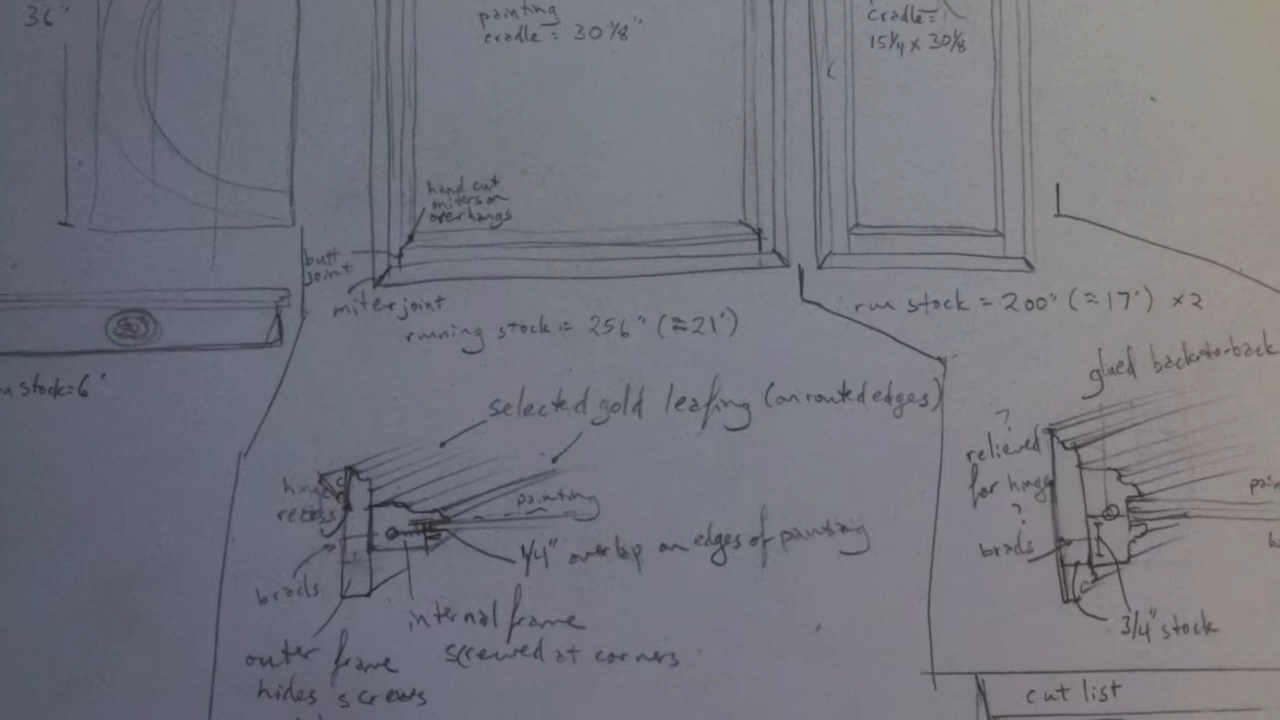 36"
painting
cradle = 30 1/8"
cradle =
15 1/4 x 30 1/8
hand cut
miters on
overhangs
butt
joint
miter joint
running stock = 256" (≈21')
run stock = 200" (≈17') x2
stock = 6'
selected gold leafing (on routed edges)
glued back-to-back
hinge
recess
painting
1/4" overlap on edges of painting
brads
internal frame
screwed at corners
outer frame
hides screws
?
relieved
for hinge
?
brads
3/4" stock
cut list